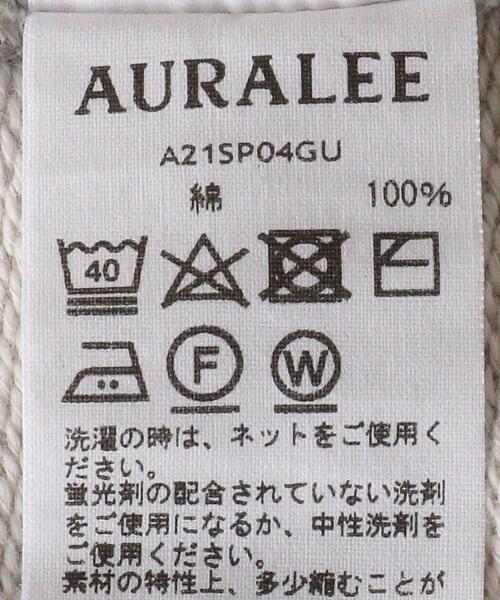 AURALEE
A21SP04GU
綿 100%
40
F W
洗濯の時は、ネットをご使用く
ださい。
蛍光剤の配合されていない洗剤
をご使用になるか、中性洗剤を
ご使用ください。
素材の特性上、多少縮むことが